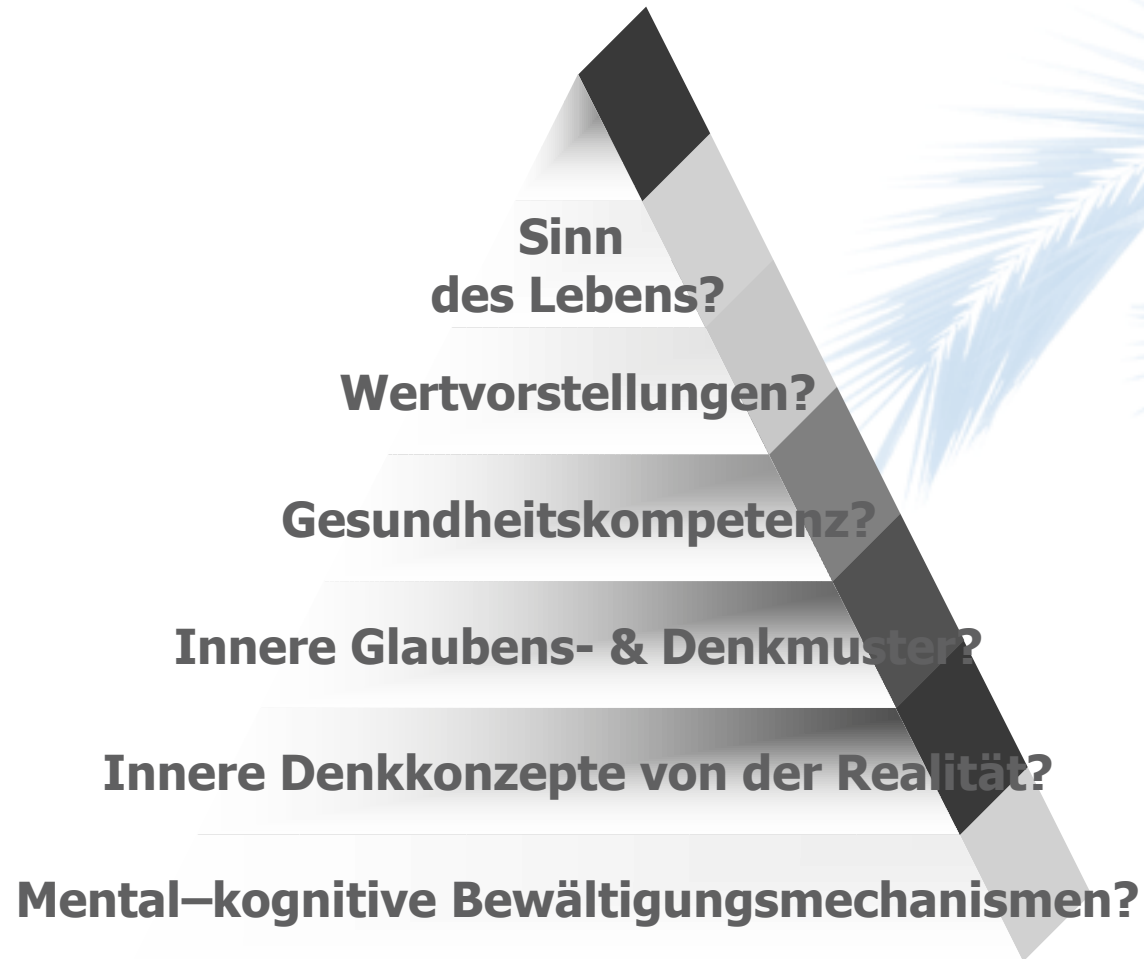 Sinn
des Lebens?
Wertvorstellungen?
Gesundheitskompetenz?
Innere Glaubens- & Denkmuster?
Innere Denkkonzepte von der Realität?
Mental–kognitive Bewältigungsmechanismen?